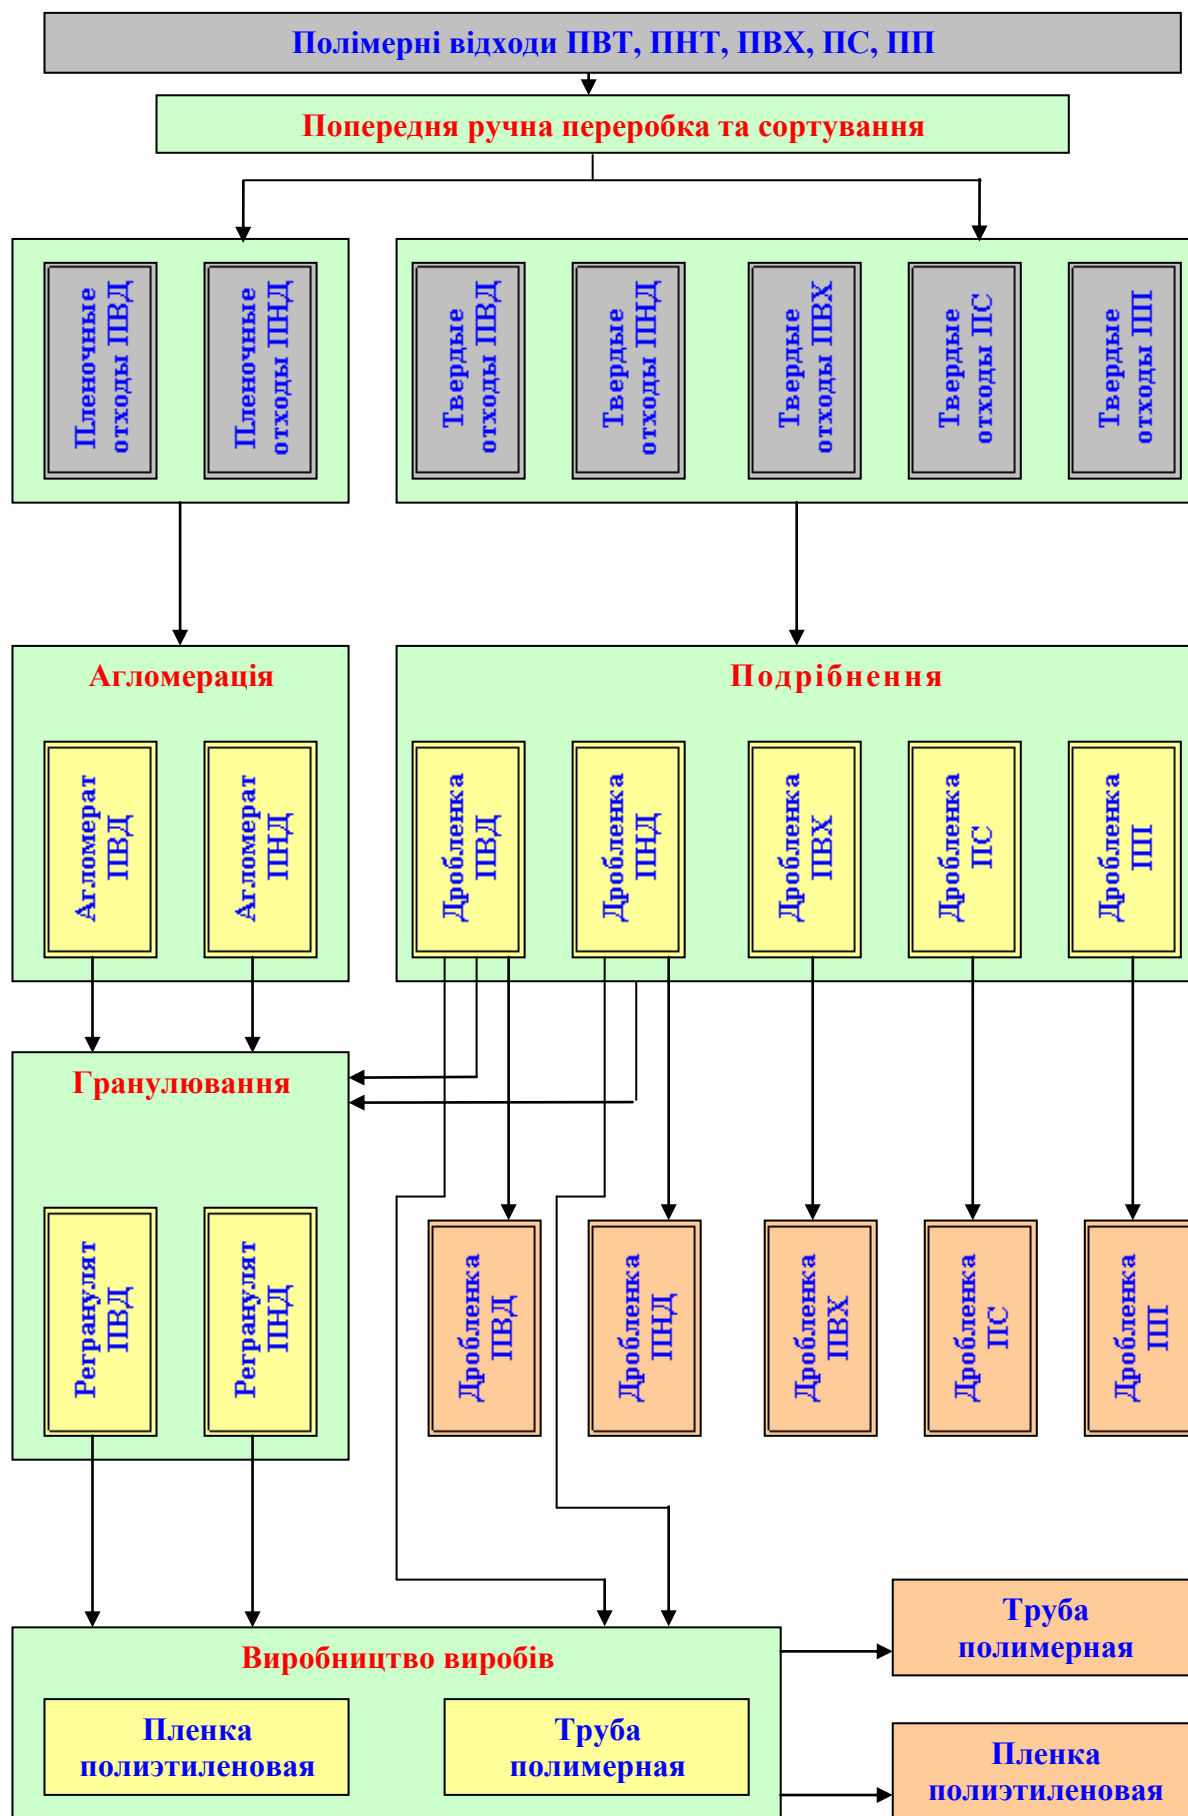 Полімерні відходи ПВТ, ПНТ, ПВХ, ПС, ПП
Попередня ручна переробка та сортування
Пленочные
отходы ПВД
Пленочные
отходы ПНД
Твердые
отходы ПВД
Твердые
отходы ПНД
Твердые
отходы ПВХ
Твердые
отходы ПС
Твердые
отходы ПП
Агломерація
Подрібнення
Агломерат
ПВД
Агломерат
ПНД
Дробленка
ПВД
Дробленка
ПНД
Дробленка
ПВХ
Дробленка
ПС
Дробленка
ПП
Гранулювання
Регранулят
ПВД
Регранулят
ПНД
Дробленка
ПВД
Дробленка
ПНД
Дробленка
ПВХ
Дробленка
ПС
Дробленка
ПП
Виробництво виробів
Пленка
полиэтиленовая
Труба
полимерная
Труба
полимерная
Пленка
полиэтиленовая